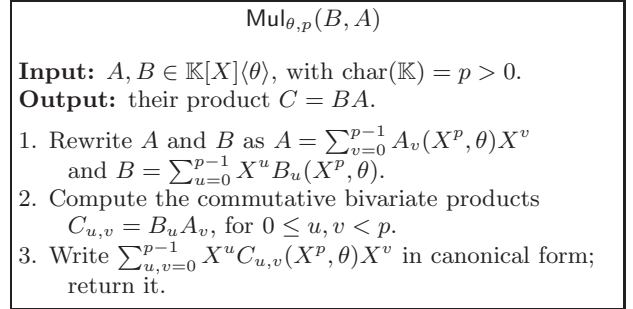 Mul_{θ,p}(B, A)
Input: A, B ∈ 𝕂[X]⟨θ⟩, with char(𝕂) = p > 0.
Output: their product C = BA.
1. Rewrite A and B as A = ∑_{v=0}^{p−1} A_v(X^p, θ)X^v
and B = ∑_{u=0}^{p−1} X^u B_u(X^p, θ).
2. Compute the commutative bivariate products
C_{u,v} = B_u A_v, for 0 ≤ u, v < p.
3. Write ∑_{u,v=0}^{p−1} X^u C_{u,v}(X^p, θ)X^v in canonical form;
return it.